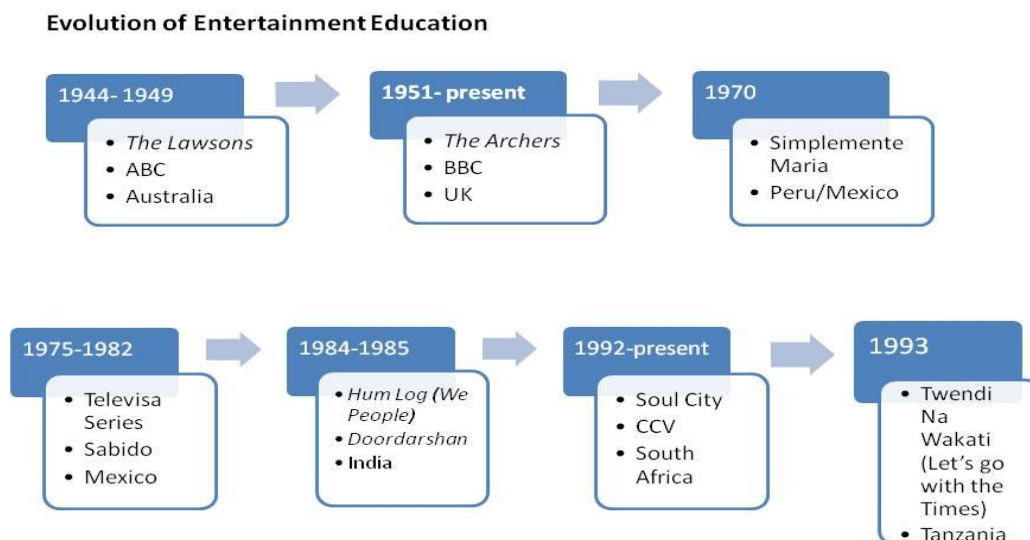 Evolution of Entertainment Education
1944- 1949
• The Lawsons
• ABC
• Australia
1951- present
• The Archers
• BBC
• UK
1970
• Simplemente
Maria
• Peru/Mexico
1975-1982
• Televisa
Series
• Sabido
• Mexico
1984-1985
• Hum Log (We
People)
• Doordarshan
• India
1992-present
• Soul City
• CCV
• South
Africa
1993
• Twendi
Na
Wakati
(Let's go
with the
Times)
• Tanzania